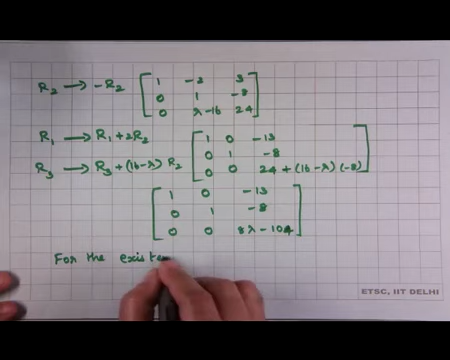 R₂ → -R₂ [ 1 -2 3
0 1 -8
0 λ-16 24 ]
R₁ → R₁ + 2R₂ [ 1 0 -13
0 1 -8
R₃ → R₃ + (16-λ) R₂ 0 0 24 + (16-λ)(-8) ]
[ 1 0 -13
0 1 -8
0 0 8λ-104 ]
For the existen
ETSC, IIT DELHI